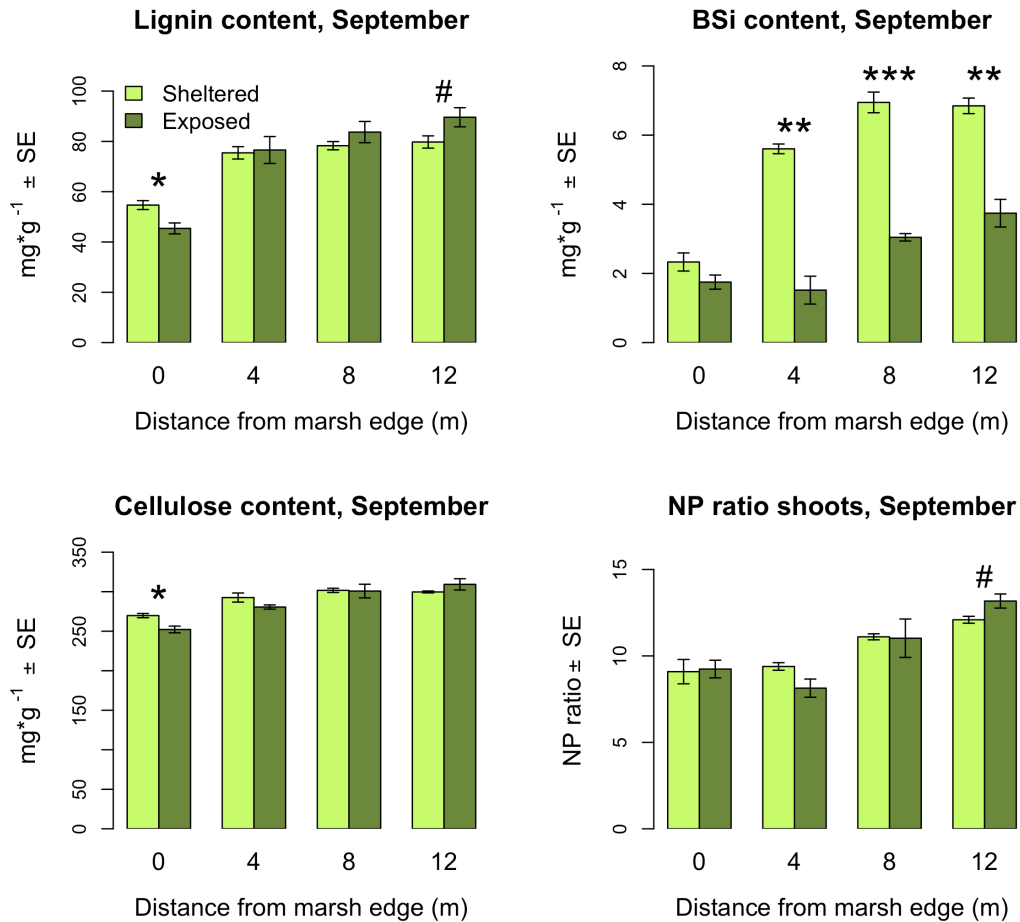 Lignin content, September
mg*g⁻¹ ± SE
0 20 40 60 80 100
Sheltered
Exposed
*
#
0 4 8 12
Distance from marsh edge (m)
BSi content, September
mg*g⁻¹ ± SE
0 2 4 6 8
**
***
**
0 4 8 12
Distance from marsh edge (m)
Cellulose content, September
mg*g⁻¹ ± SE
0 50 150 250 350
*
0 4 8 12
Distance from marsh edge (m)
NP ratio shoots, September
NP ratio ± SE
0 5 10 15
#
0 4 8 12
Distance from marsh edge (m)